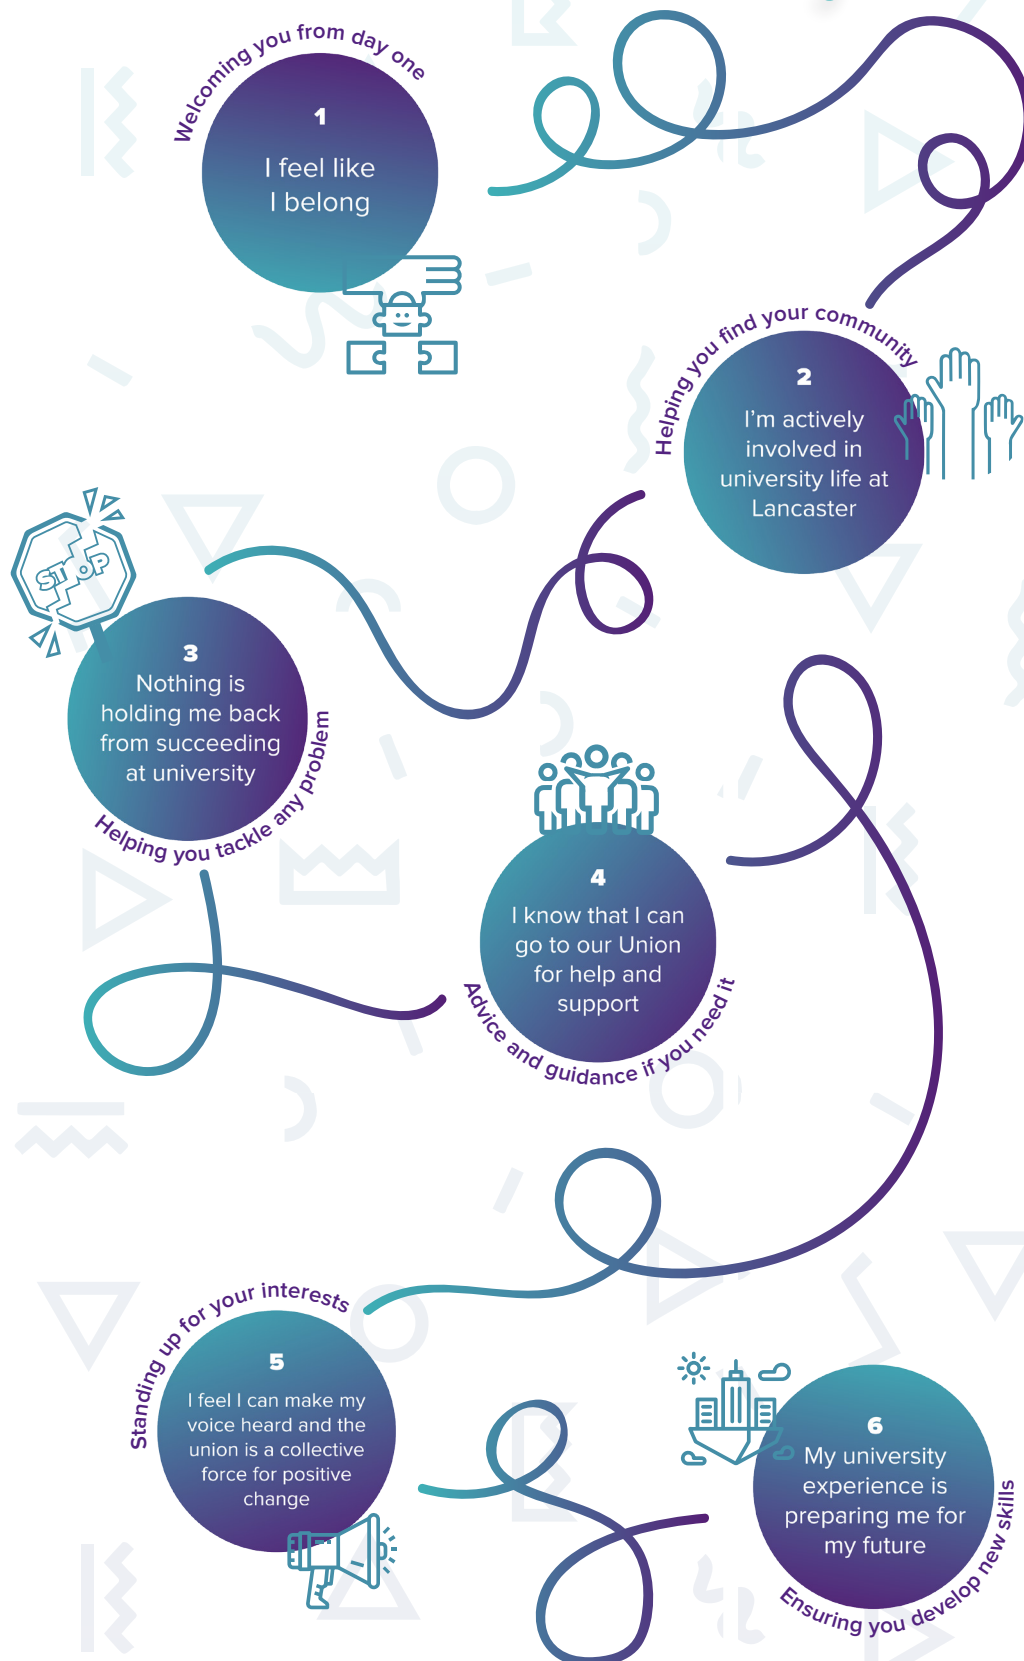 Welcoming you from day one
1
I feel like
I belong
Helping you find your community
2
I'm actively
involved in
university life at
Lancaster
STOP
3
Nothing is
holding me back
from succeeding
at university
Helping you tackle any problem
4
I know that I can
go to our Union
for help and
support
Advice and guidance if you need it
Standing up for your interests
5
I feel I can make my
voice heard and the
union is a collective
force for positive
change
6
My university
experience is
preparing me for
my future
Ensuring you develop new skills